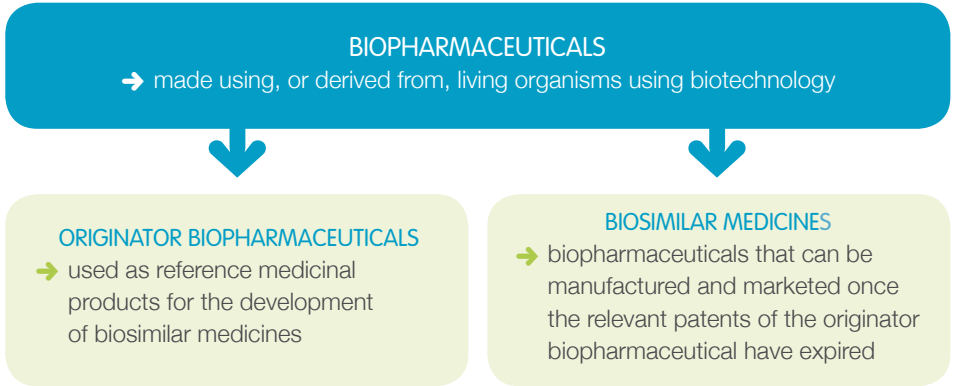 BIOPHARMACEUTICALS
➔ made using, or derived from, living organisms using biotechnology
ORIGINATOR BIOPHARMACEUTICALS
➔ used as reference medicinal
products for the development
of biosimilar medicines
BIOSIMILAR MEDICINES
➔ biopharmaceuticals that can be
manufactured and marketed once
the relevant patents of the originator
biopharmaceutical have expired